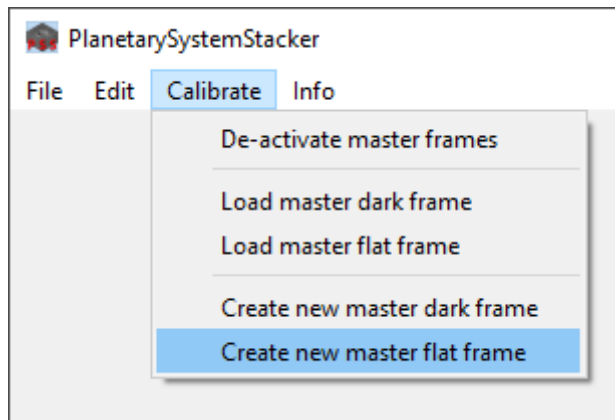 PlanetarySystemStacker
File Edit Calibrate Info
De-activate master frames
Load master dark frame
Load master flat frame
Create new master dark frame
Create new master flat frame